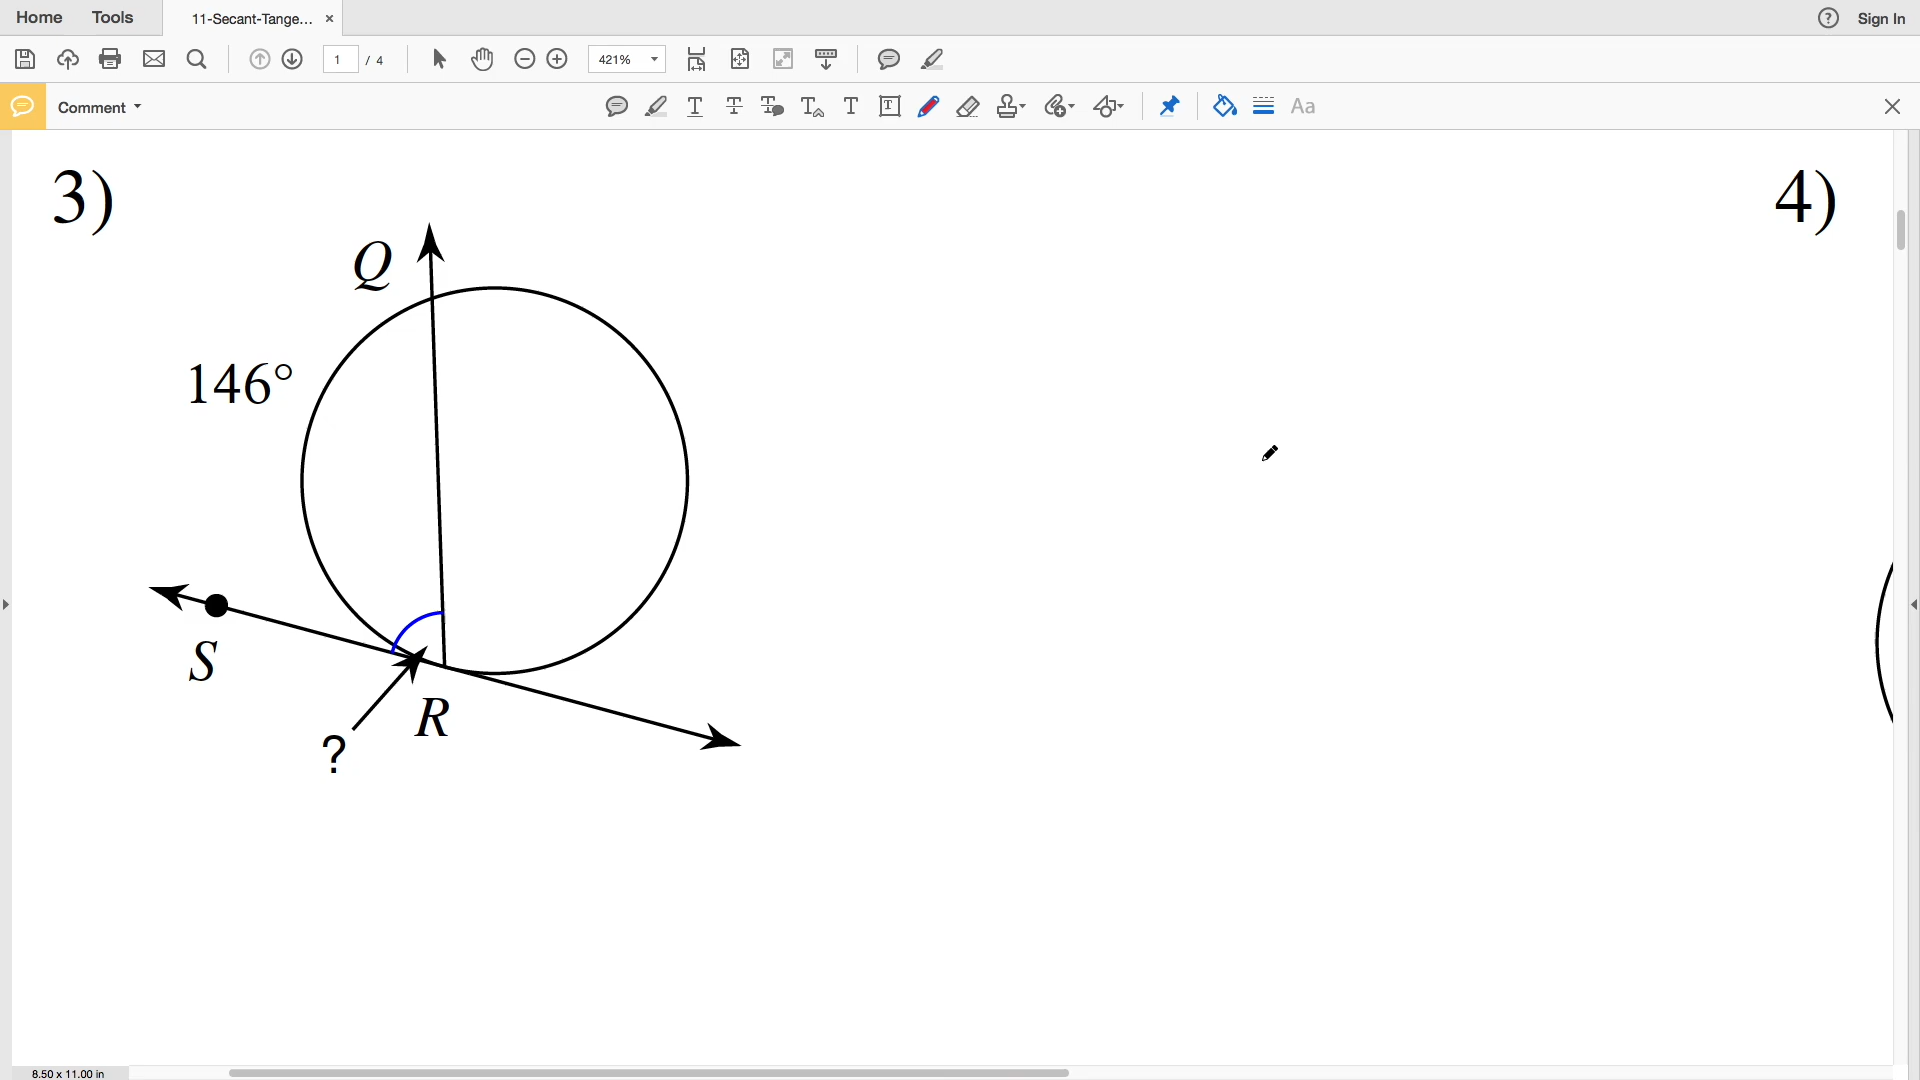 Home Tools 11-Secant-Tange... × ? Sign In
1 / 4 421%
Comment T T T T T T Aa
3) 4)
Q
146°
S
R
?
8.50 x 11.00 in